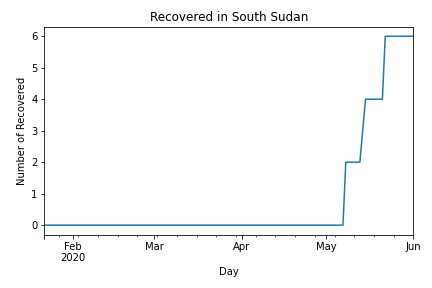 Recovered in South Sudan
Number of Recovered
6
5
4
3
2
1
0
Feb
2020
Mar
Apr
May
Jun
Day